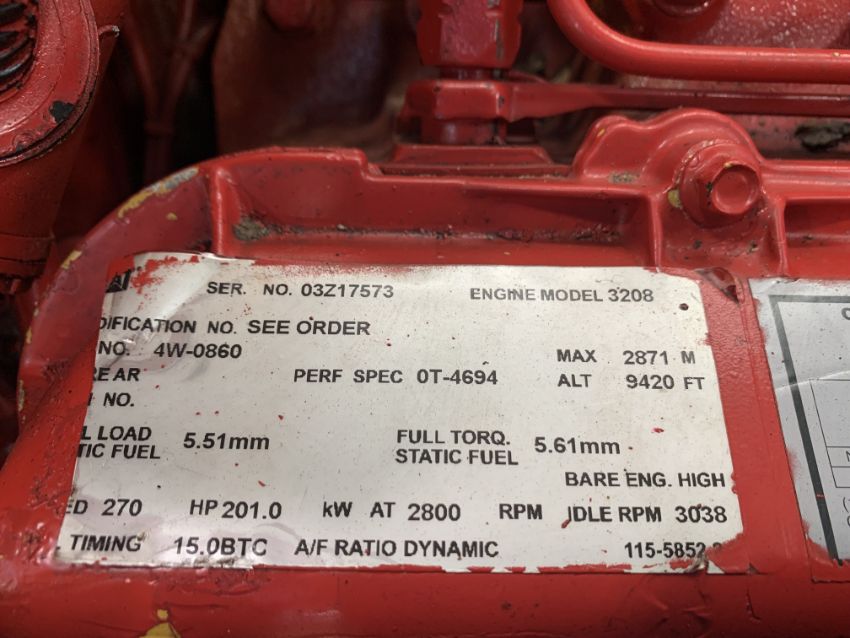 SER. NO. 03Z17573 ENGINE MODEL 3208
DIFICATION NO. SEE ORDER
NO. 4W-0860 MAX 2871 M
RE AR PERF SPEC 0T-4694 ALT 9420 FT
NO.
L LOAD 5.51mm FULL TORQ. 5.61mm
TIC FUEL STATIC FUEL
BARE ENG. HIGH
ED 270 HP 201.0 kW AT 2800 RPM IDLE RPM 3038
TIMING 15.0BTC A/F RATIO DYNAMIC 115-5852